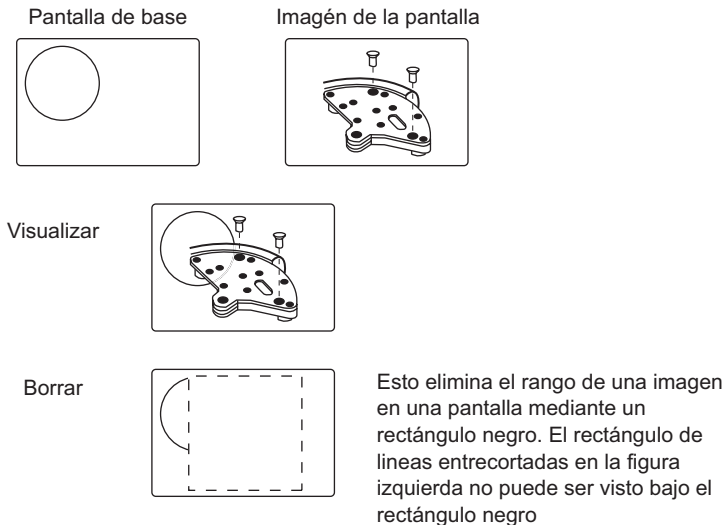 Pantalla de base
Imagén de la pantalla
Visualizar
Borrar
Esto elimina el rango de una imagen
en una pantalla mediante un
rectángulo negro. El rectángulo de
lineas entrecortadas en la figura
izquierda no puede ser visto bajo el
rectángulo negro